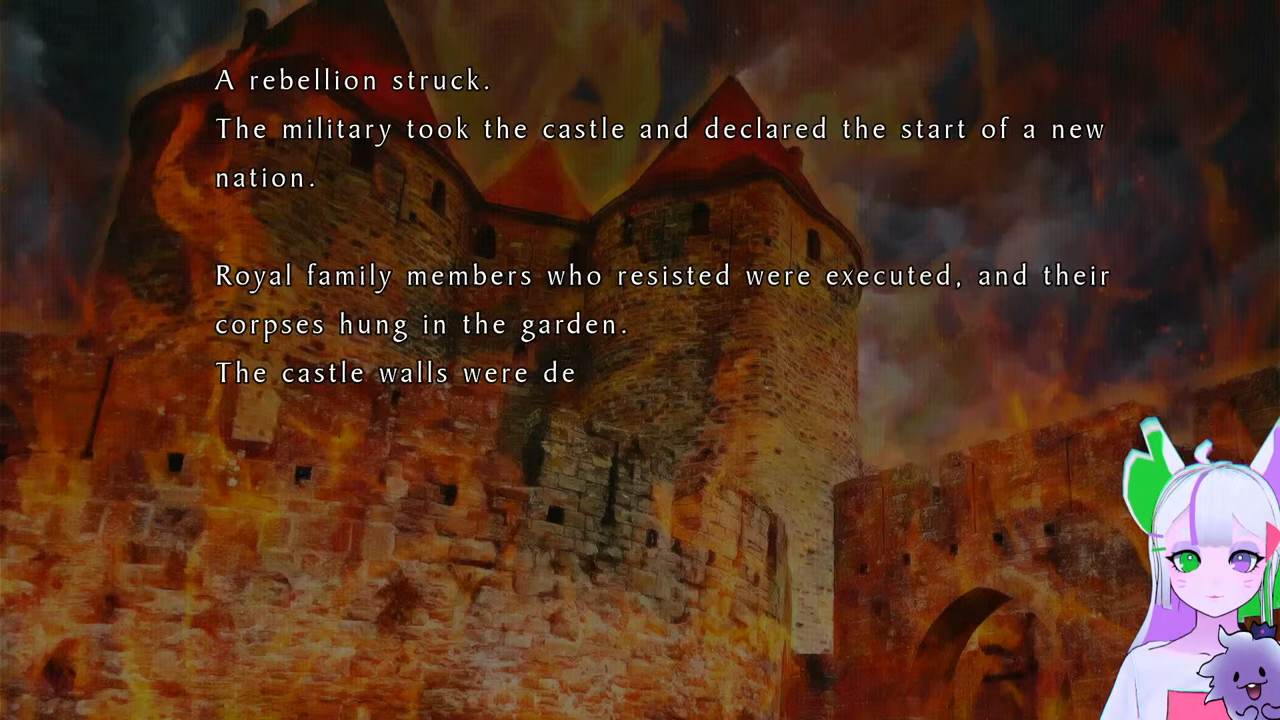 A rebellion struck.
The military took the castle and declared the start of a new
nation.
Royal family members who resisted were executed, and their
corpses hung in the garden.
The castle walls were de